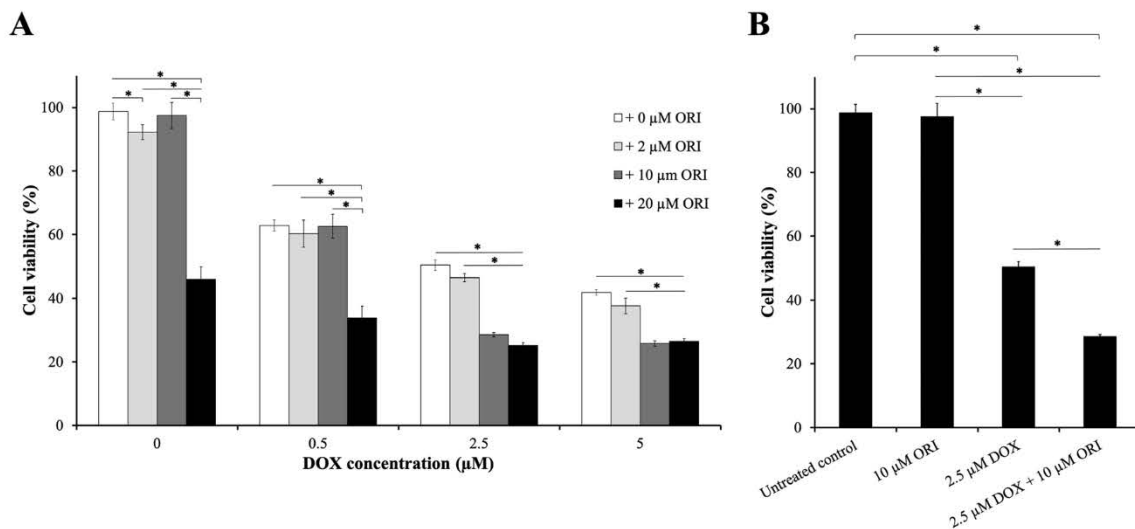 A
*
*
*
*
*
*
*
*
*
*
*
+ 0 µM ORI
+ 2 µM ORI
+ 10 µm ORI
+ 20 µM ORI
100
80
60
40
20
0
Cell viability (%)
0
0.5
2.5
5
DOX concentration (µM)
B
*
*
*
*
*
120
100
80
60
40
20
0
Cell viability (%)
Untreated control
10 µM ORI
2.5 µM DOX
2.5 µM DOX + 10 µM ORI